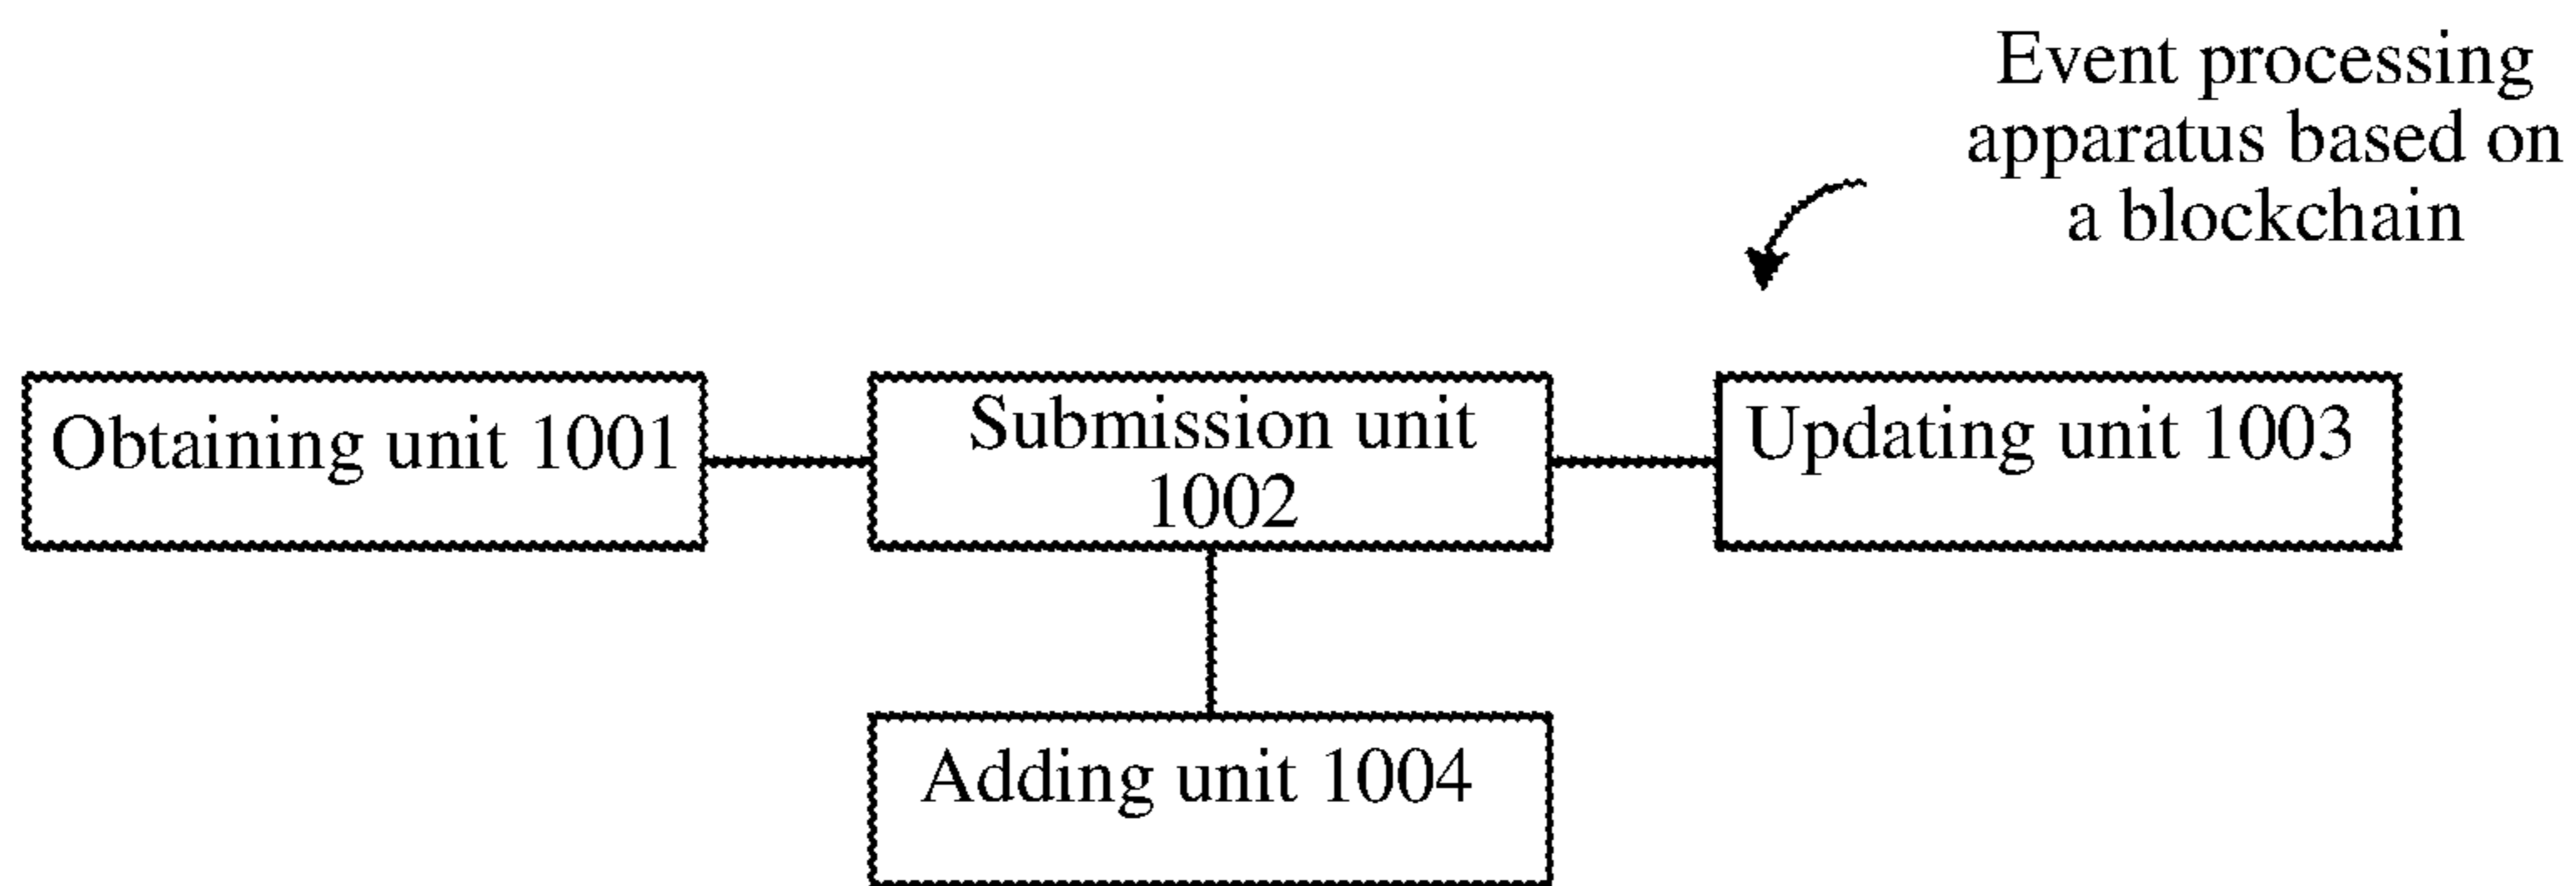 Event processing
apparatus based on
a blockchain
Obtaining unit 1001
Submission unit
1002
Updating unit 1003
Adding unit 1004